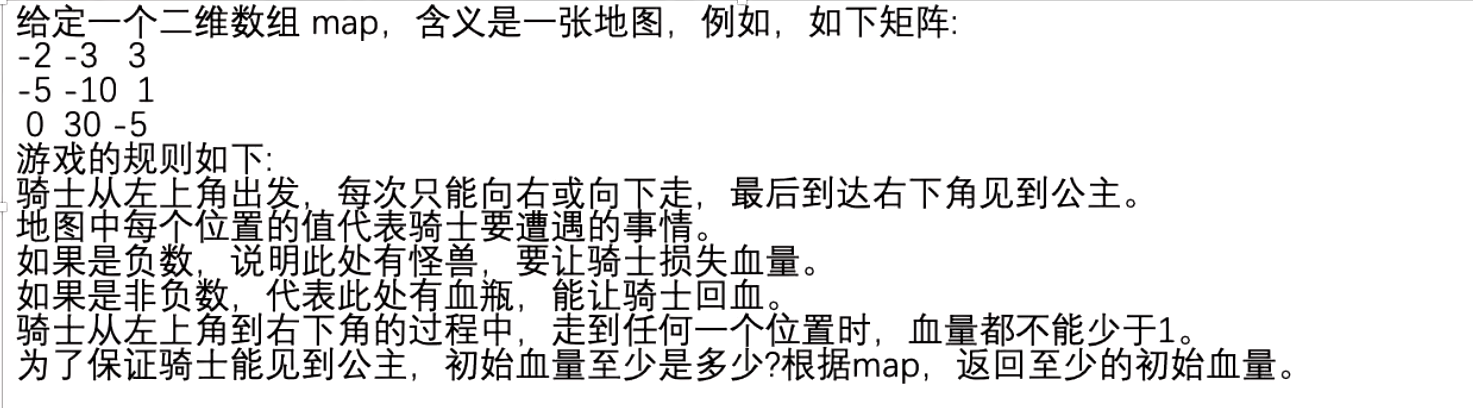 给定一个二维数组 map，含义是一张地图，例如，如下矩阵:
-2 -3 3
-5 -10 1
0 30 -5
游戏的规则如下:
骑士从左上角出发，每次只能向右或向下走，最后到达右下角见到公主。
地图中每个位置的值代表骑士要遭遇的事情。
如果是负数，说明此处有怪兽，要让骑士损失血量。
如果是非负数，代表此处有血瓶，能让骑士回血。
骑士从左上角到右下角的过程中，走到任何一个位置时，血量都不能少于1。
为了保证骑士能见到公主，初始血量至少是多少?根据map，返回至少的初始血量。